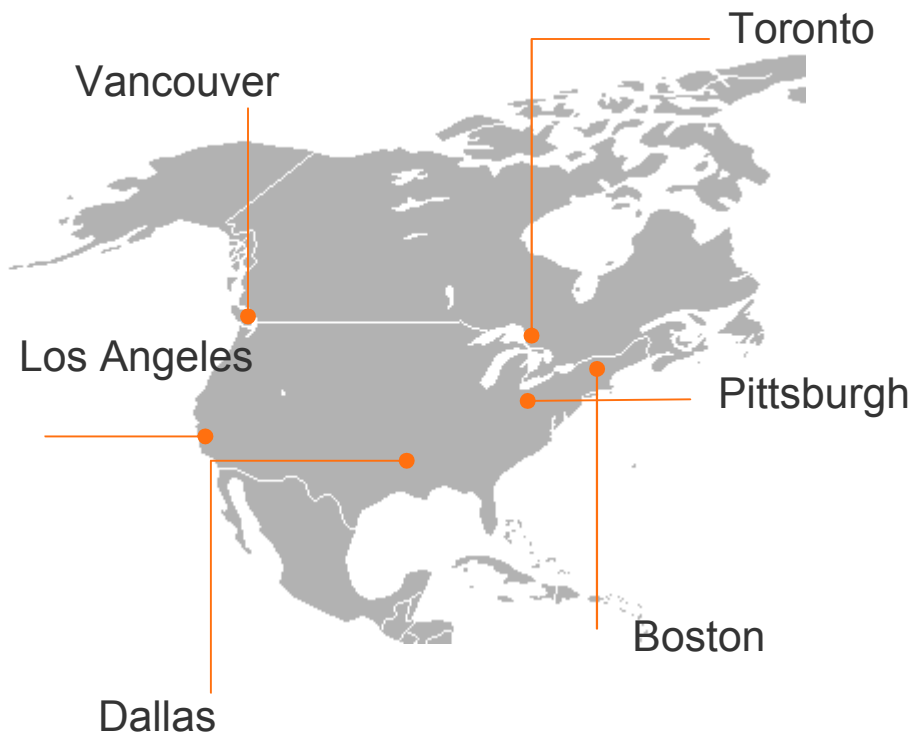 Toronto
Vancouver
Los Angeles
Pittsburgh
Boston
Dallas